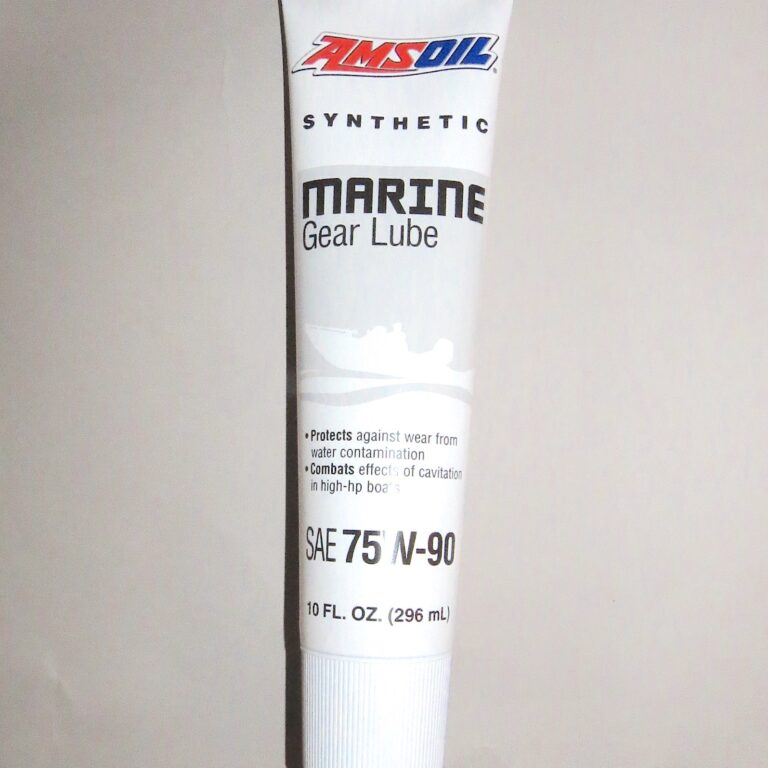 AMSOIL
SYNTHETIC
MARINE
Gear Lube
• Protects against wear from
water contamination
• Combats effects of cavitation
in high-hp boats
SAE 75W-90
10 FL. OZ. (296 mL)